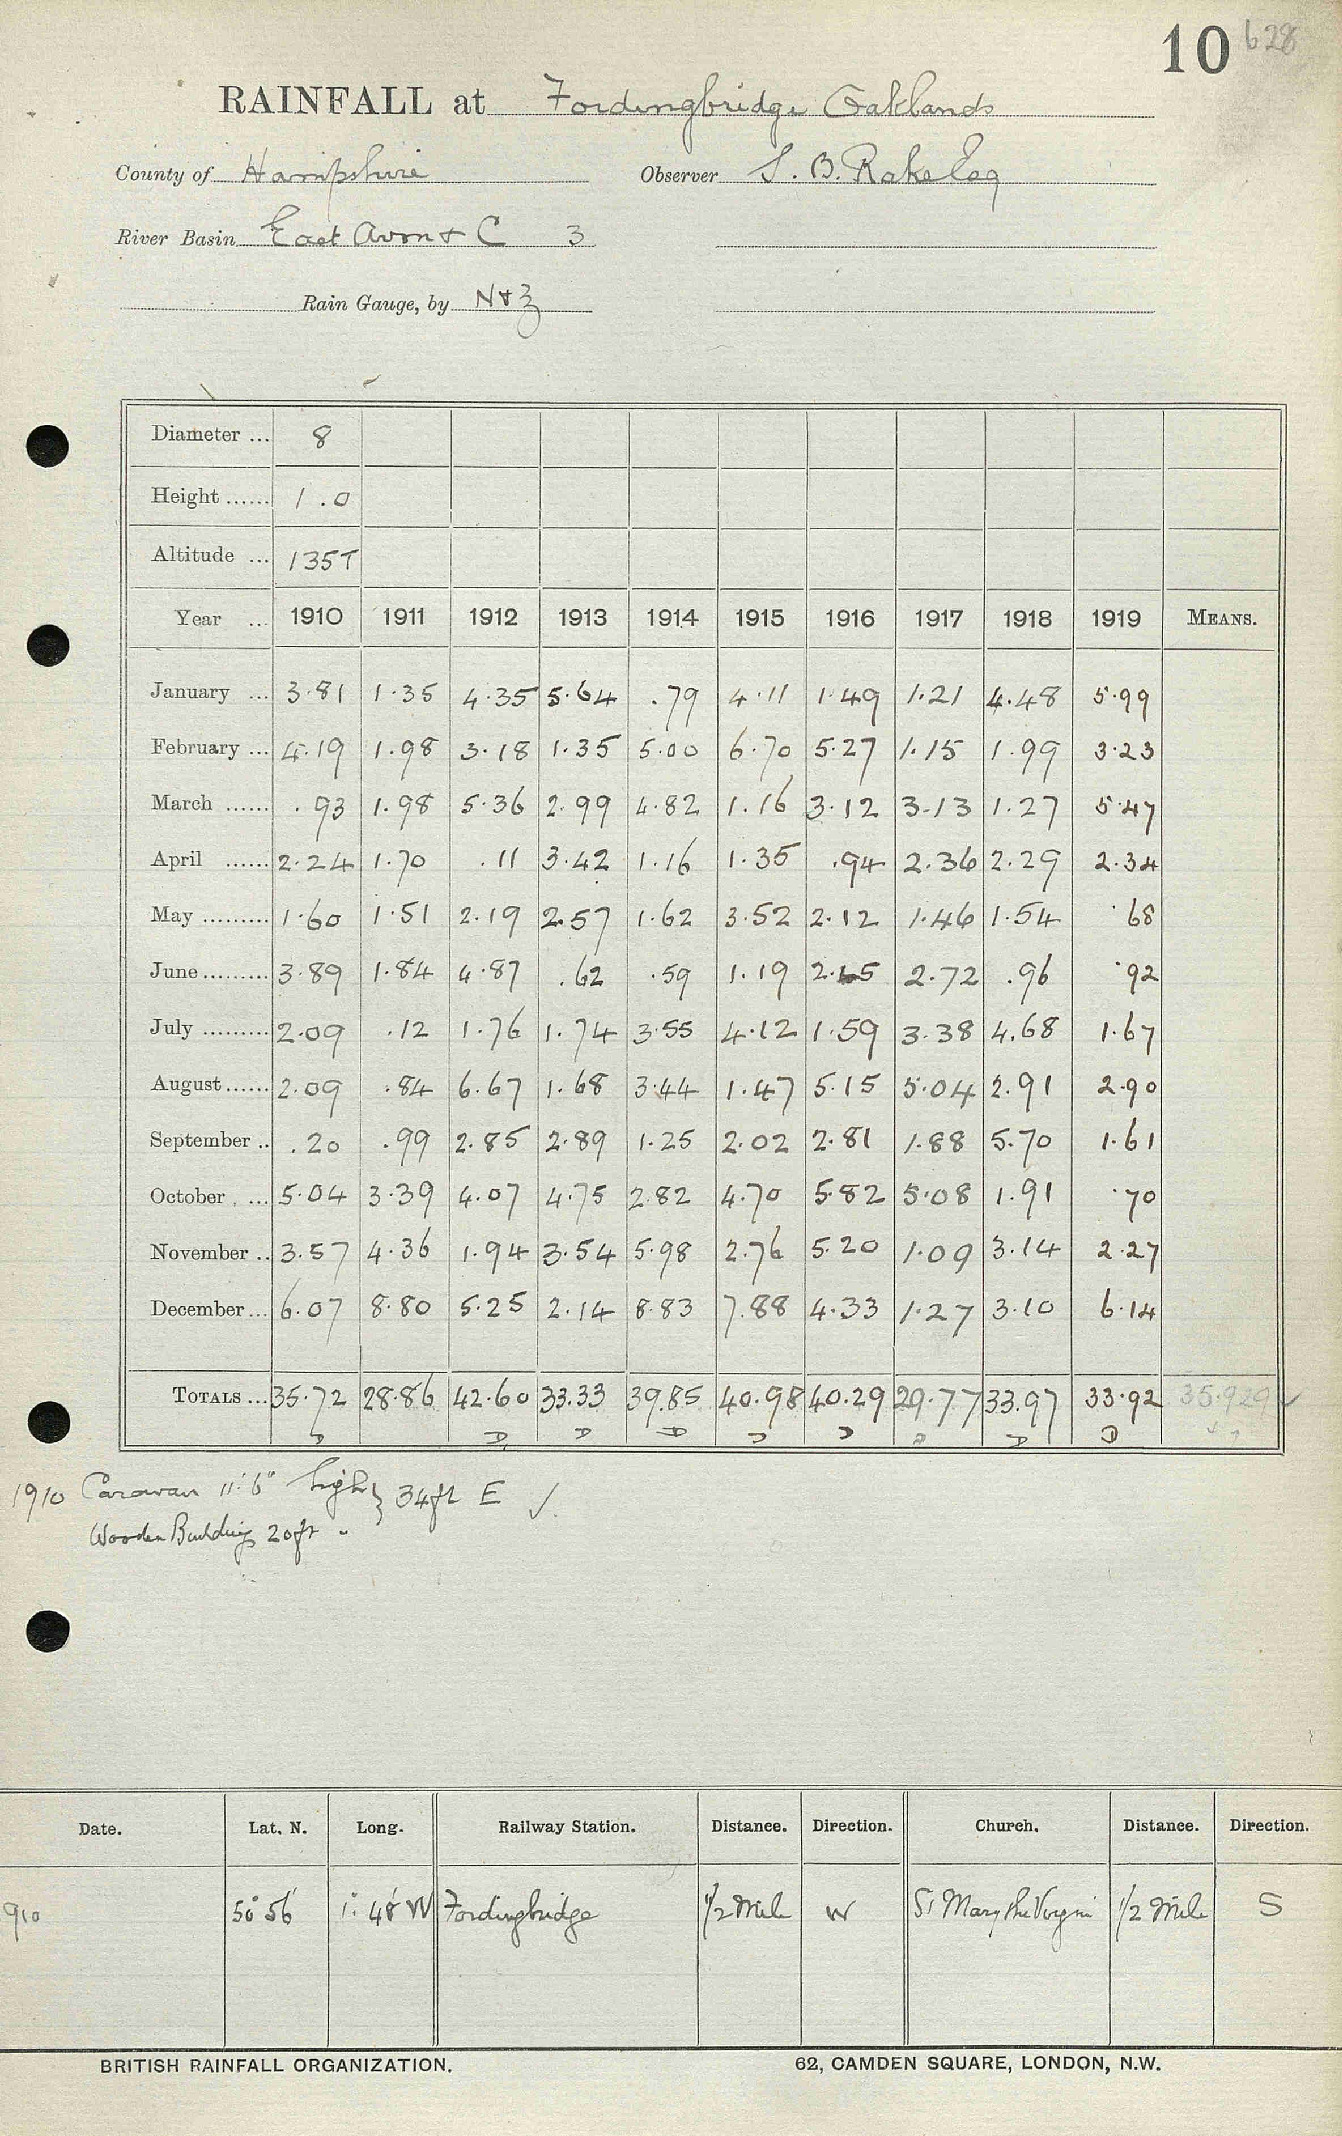 10 628
RAINFALL at Fordingbridge Oaklands
County of Hampshire Observer S. B. Rake Esq
River Basin East Avon & C 3
Rain Gauge, by N & Z
Diameter ... 8
Height ...... 1.0
Altitude ... 135T
Year ... 1910 1911 1912 1913 1914 1915 1916 1917 1918 1919 MEANS.
January ... 3.81 1.35 4.35 5.64 .79 4.11 1.49 1.21 4.48 5.99
February ... 4.19 1.98 3.18 1.35 5.00 6.70 5.27 1.15 1.99 3.23
March ...... .93 1.98 5.36 2.99 4.82 1.16 3.12 3.13 1.27 5.47
April ...... 2.24 1.70 .11 3.42 1.16 1.35 .94 2.36 2.29 2.34
May ......... 1.60 1.51 2.19 2.57 1.62 3.52 2.12 1.46 1.54 .68
June ......... 3.89 1.84 4.87 .62 .59 1.19 2.45 2.72 .96 .92
July ......... 2.09 .12 1.76 1.74 3.55 4.12 1.59 3.38 4.68 1.67
August ...... 2.09 .84 6.67 1.68 3.44 1.47 5.15 5.04 2.91 2.90
September .. .20 .99 2.85 2.89 1.25 2.02 2.81 1.88 5.70 1.61
October ... 5.04 3.39 4.07 4.75 2.82 4.70 5.82 5.08 1.91 .70
November .. 3.57 4.36 1.94 3.54 5.98 2.76 5.20 1.09 3.14 2.27
December ... 6.07 8.80 5.25 2.14 8.83 7.88 4.33 1.27 3.10 6.14
TOTALS ... 35.72 28.86 42.60 33.33 39.85 40.98 40.29 29.77 33.97 33.92 35.929 ✓
1910 Caravan 11' 6" high } 34ft E ✓
Wooden Building 20ft "
Date. Lat. N. Long. Railway Station. Distance. Direction. Church. Distance. Direction.
910 50° 56' 1° 48' W Fordingbridge 1/2 Mile W St Mary the Virgin 1/2 Mile S
BRITISH RAINFALL ORGANIZATION. 62, CAMDEN SQUARE, LONDON, N.W.